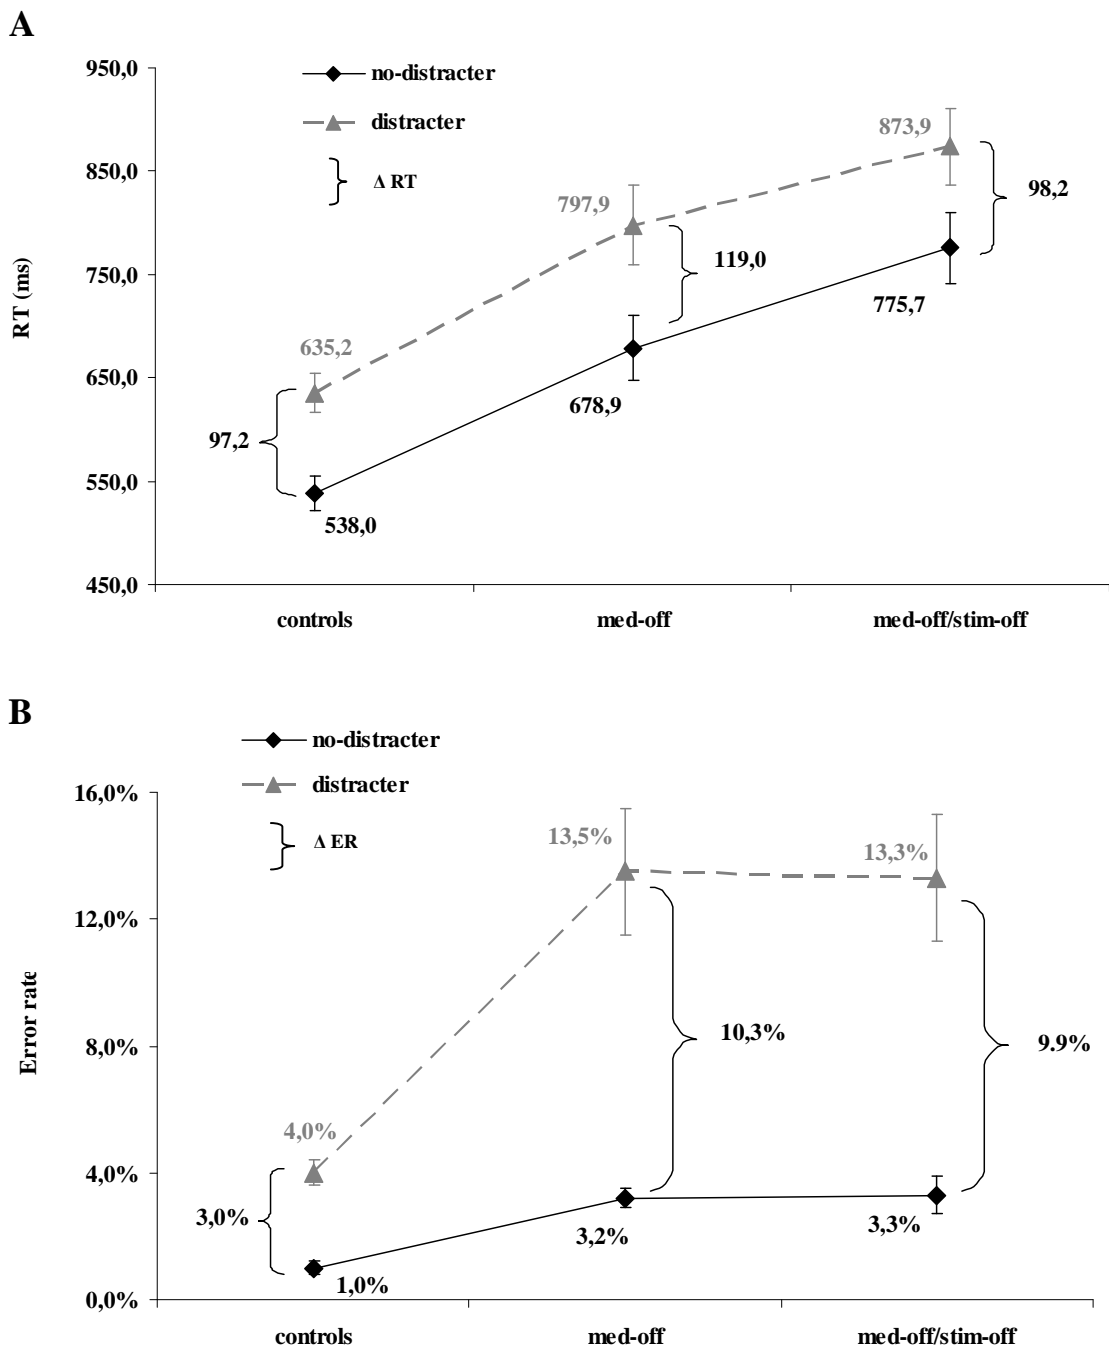 A
950,0
no-distracter
distracter
Δ RT
850,0
750,0
650,0
550,0
450,0
RT (ms)
873,9
797,9
98,2
119,0
775,7
635,2
678,9
97,2
538,0
controls
med-off
med-off/stim-off
B
no-distracter
distracter
Δ ER
16,0%
12,0%
8,0%
4,0%
0,0%
Error rate
13,5%
13,3%
10,3%
9.9%
4,0%
3,0%
3,2%
3,3%
1,0%
controls
med-off
med-off/stim-off